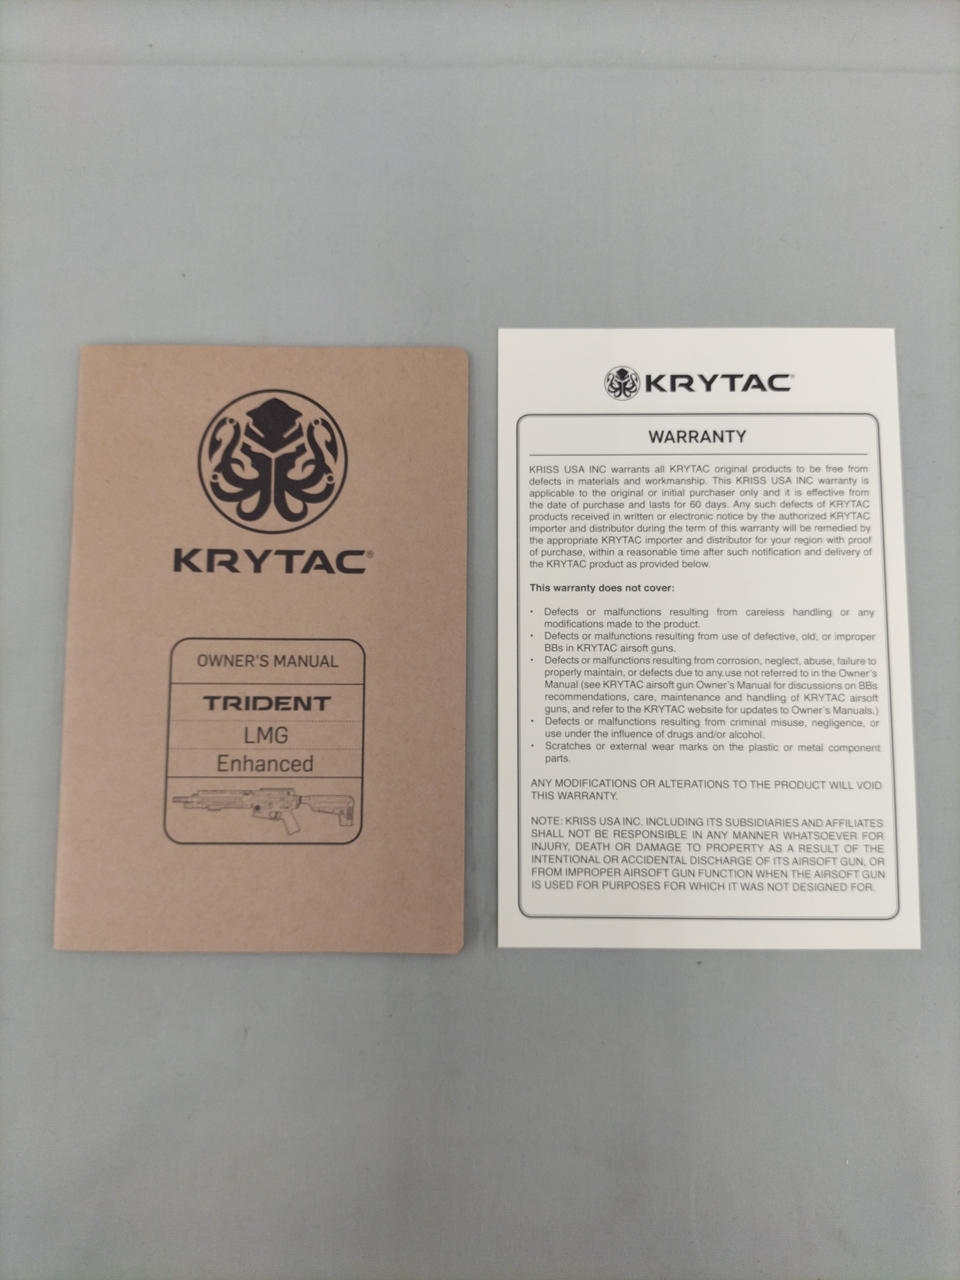 KRYTAC®
OWNER'S MANUAL
TRIDENT
LMG
Enhanced
KRYTAC®
WARRANTY
KRISS USA INC warrants all KRYTAC original products to be free from
defects in materials and workmanship. This KRISS USA INC warranty is
applicable to the original or initial purchaser only and it is effective from
the date of purchase and lasts for 60 days. Any such defects of KRYTAC
products received in written or electronic notice by the authorized KRYTAC
importer and distributor during the term of this warranty will be remedied by
the appropriate KRYTAC importer and distributor for your region with proof
of purchase, within a reasonable time after such notification and delivery of
the KRYTAC product as provided below.
This warranty does not cover:
• Defects or malfunctions resulting from careless handling or any
modifications made to the product.
• Defects or malfunctions resulting from use of defective, old, or improper
BBs in KRYTAC airsoft guns.
• Defects or malfunctions resulting from corrosion, neglect, abuse, failure to
properly maintain, or defects due to any use not referred to in the Owner's
Manual (see KRYTAC airsoft gun Owner's Manual for discussions on BBs
recommendations, care, maintenance and handling of KRYTAC airsoft
guns, and refer to the KRYTAC website for updates to Owner's Manuals.)
• Defects or malfunctions resulting from criminal misuse, negligence, or
use under the influence of drugs and/or alcohol.
• Scratches or external wear marks on the plastic or metal component
parts.
ANY MODIFICATIONS OR ALTERATIONS TO THE PRODUCT WILL VOID
THIS WARRANTY.
NOTE: KRISS USA INC, INCLUDING ITS SUBSIDIARIES AND AFFILIATES
SHALL NOT BE RESPONSIBLE IN ANY MANNER WHATSOEVER FOR
INJURY, DEATH OR DAMAGE TO PROPERTY AS A RESULT OF THE
INTENTIONAL OR ACCIDENTAL DISCHARGE OF ITS AIRSOFT GUN, OR
FROM IMPROPER AIRSOFT GUN FUNCTION WHEN THE AIRSOFT GUN
IS USED FOR PURPOSES FOR WHICH IT WAS NOT DESIGNED FOR.